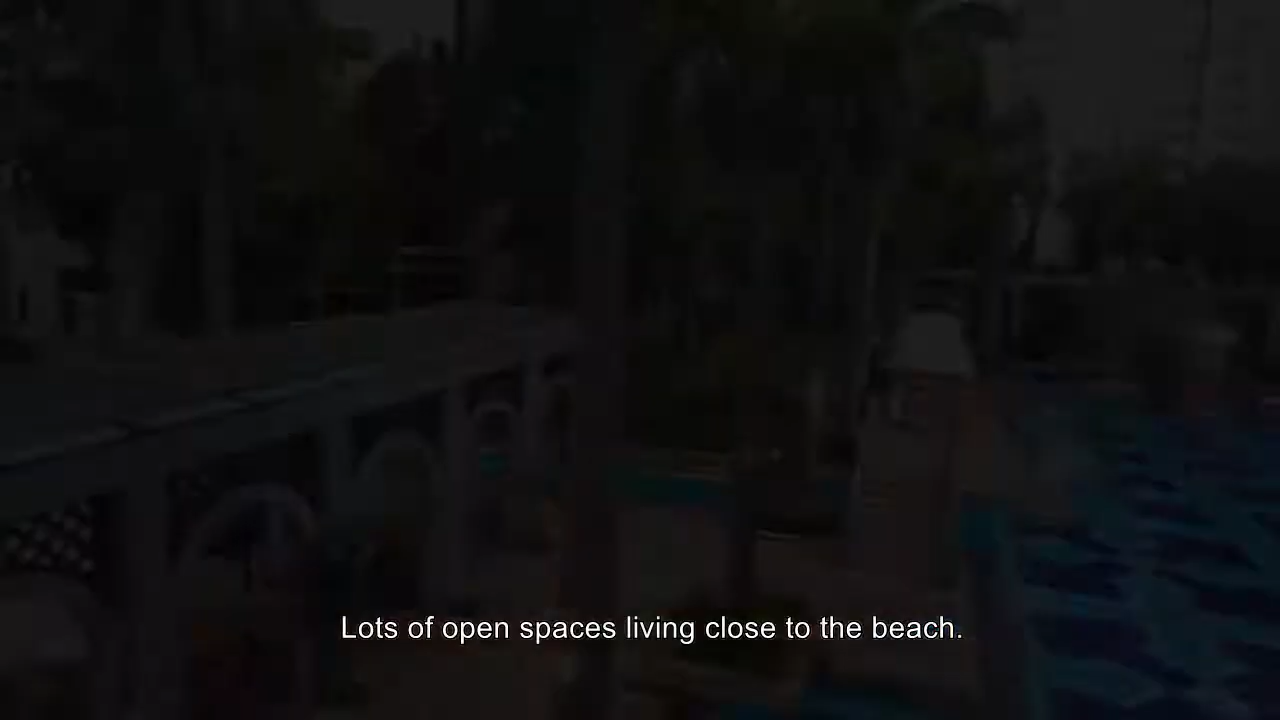 Lots of open spaces living close to the beach.